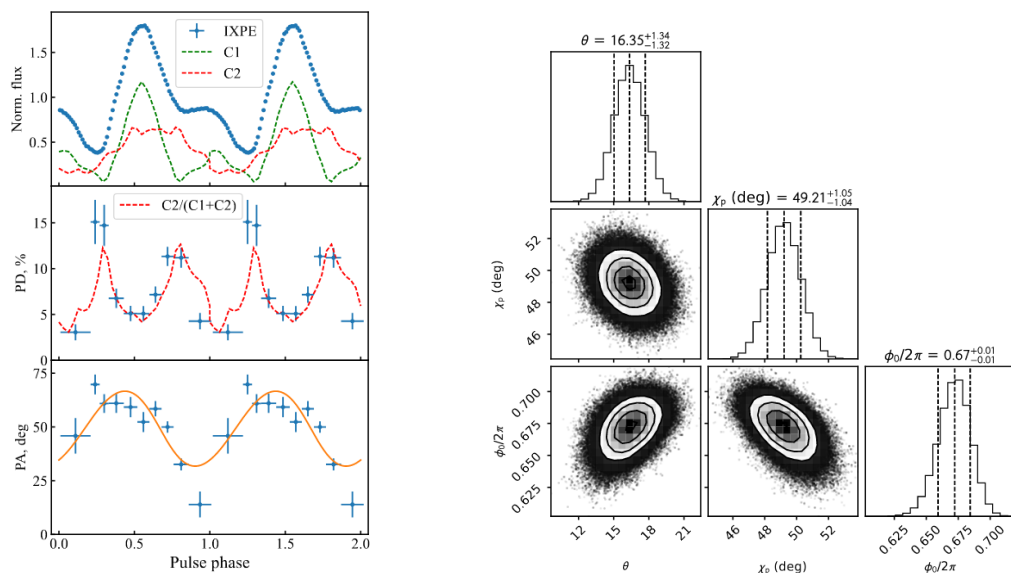 IXPE
C1
C2
Norm. flux
1.5
1.0
0.5
C2/(C1+C2)
PD, %
15
10
5
0
PA, deg
75
50
25
0
0.0 0.5 1.0 1.5 2.0
Pulse phase
θ = 16.35+1.34−1.32
χp (deg) = 49.21+1.05−1.04
χp (deg)
52
50
48
46
ϕ0/2π = 0.67+0.01−0.01
ϕ0/2π
0.700
0.675
0.650
0.625
12 15 18 21
θ
46 48 50 52
χp (deg)
0.625 0.650 0.675 0.700
ϕ0/2π